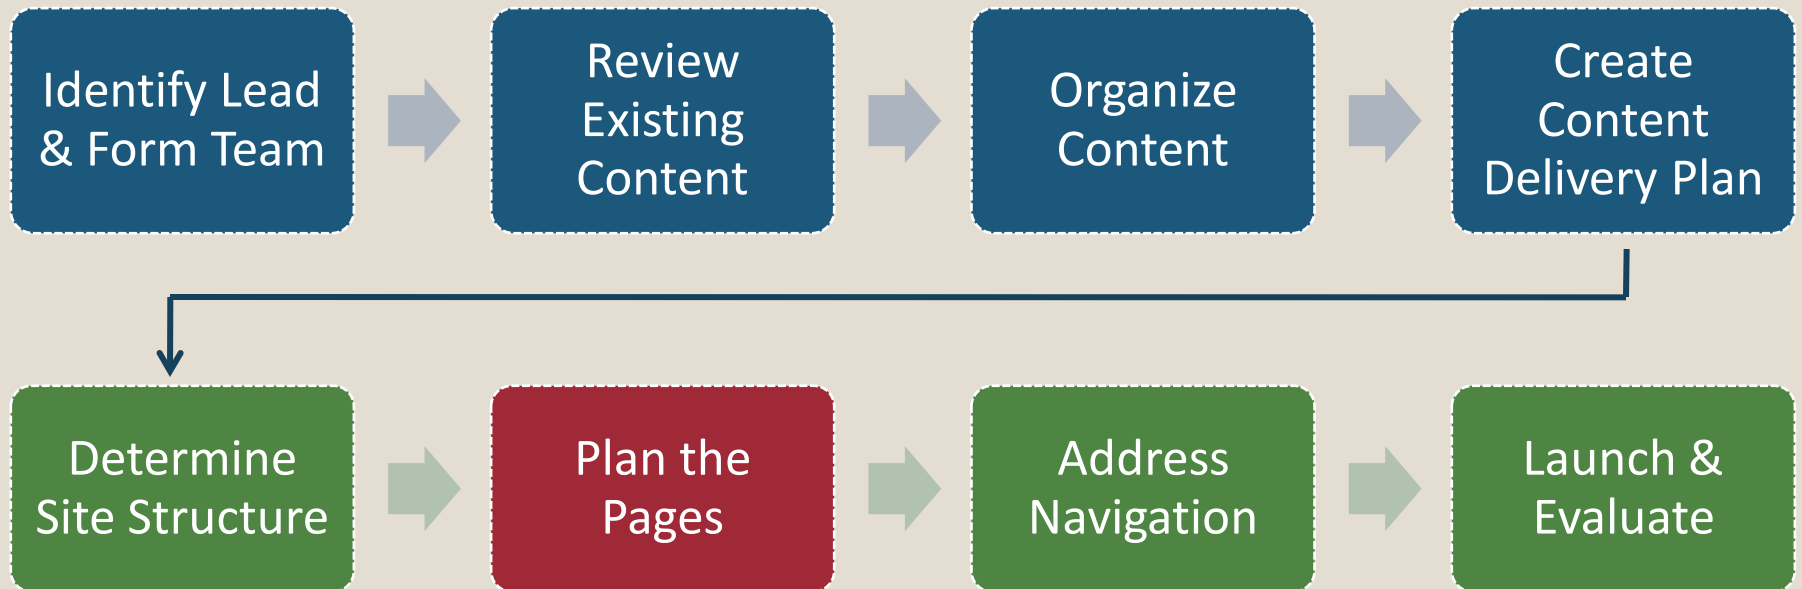 Identify Lead
& Form Team
Review
Existing
Content
Organize
Content
Create
Content
Delivery Plan
Determine
Site Structure
Plan the
Pages
Address
Navigation
Launch &
Evaluate